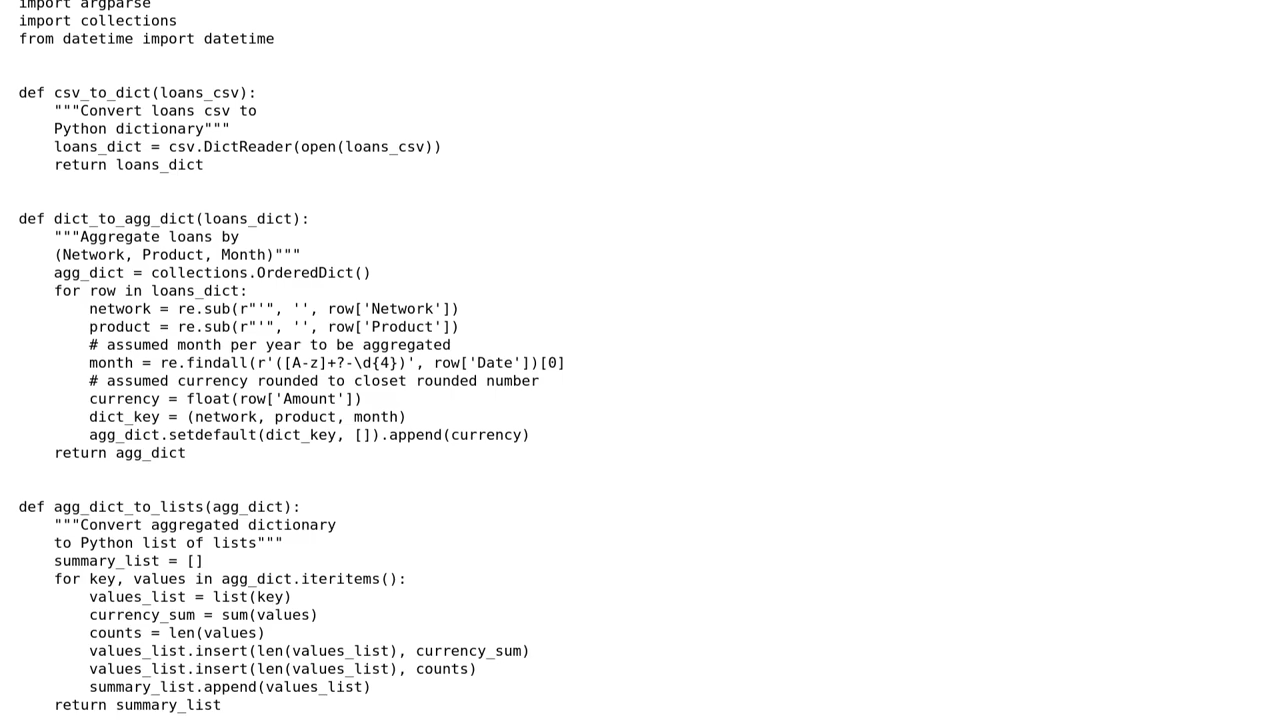 import argparse
import collections
from datetime import datetime
def csv_to_dict(loans_csv):
    """Convert loans csv to
    Python dictionary"""
    loans_dict = csv.DictReader(open(loans_csv))
    return loans_dict
def dict_to_agg_dict(loans_dict):
    """Aggregate loans by
    (Network, Product, Month)"""
    agg_dict = collections.OrderedDict()
    for row in loans_dict:
        network = re.sub(r"'", '', row['Network'])
        product = re.sub(r"'", '', row['Product'])
        # assumed month per year to be aggregated
        month = re.findall(r'([A-z]+?-\d{4})', row['Date'])[0]
        # assumed currency rounded to closet rounded number
        currency = float(row['Amount'])
        dict_key = (network, product, month)
        agg_dict.setdefault(dict_key, []).append(currency)
    return agg_dict
def agg_dict_to_lists(agg_dict):
    """Convert aggregated dictionary
    to Python list of lists"""
    summary_list = []
    for key, values in agg_dict.iteritems():
        values_list = list(key)
        currency_sum = sum(values)
        counts = len(values)
        values_list.insert(len(values_list), currency_sum)
        values_list.insert(len(values_list), counts)
        summary_list.append(values_list)
    return summary_list